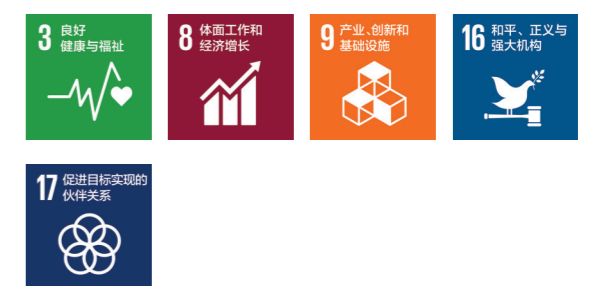 3 良好
健康与福祉
8 体面工作和
经济增长
9 产业、创新和
基础设施
16 和平、正义与
强大机构
17 促进目标实现的
伙伴关系